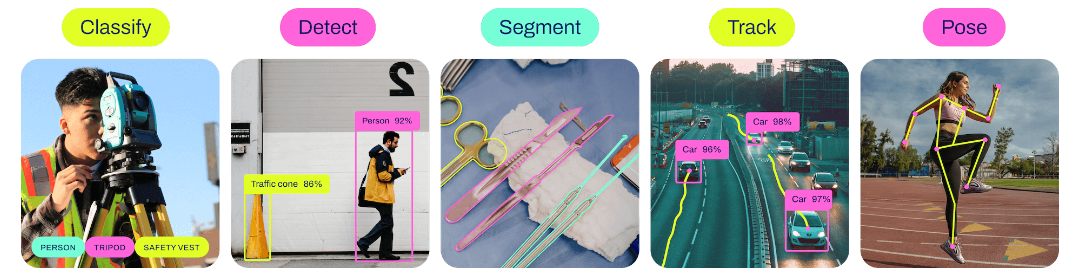 Classify
Detect
Segment
Track
Pose
PERSON
TRIPOD
SAFETY VEST
2
Person 92%
Traffic cone 86%
Car 98%
Car 96%
Car 97%